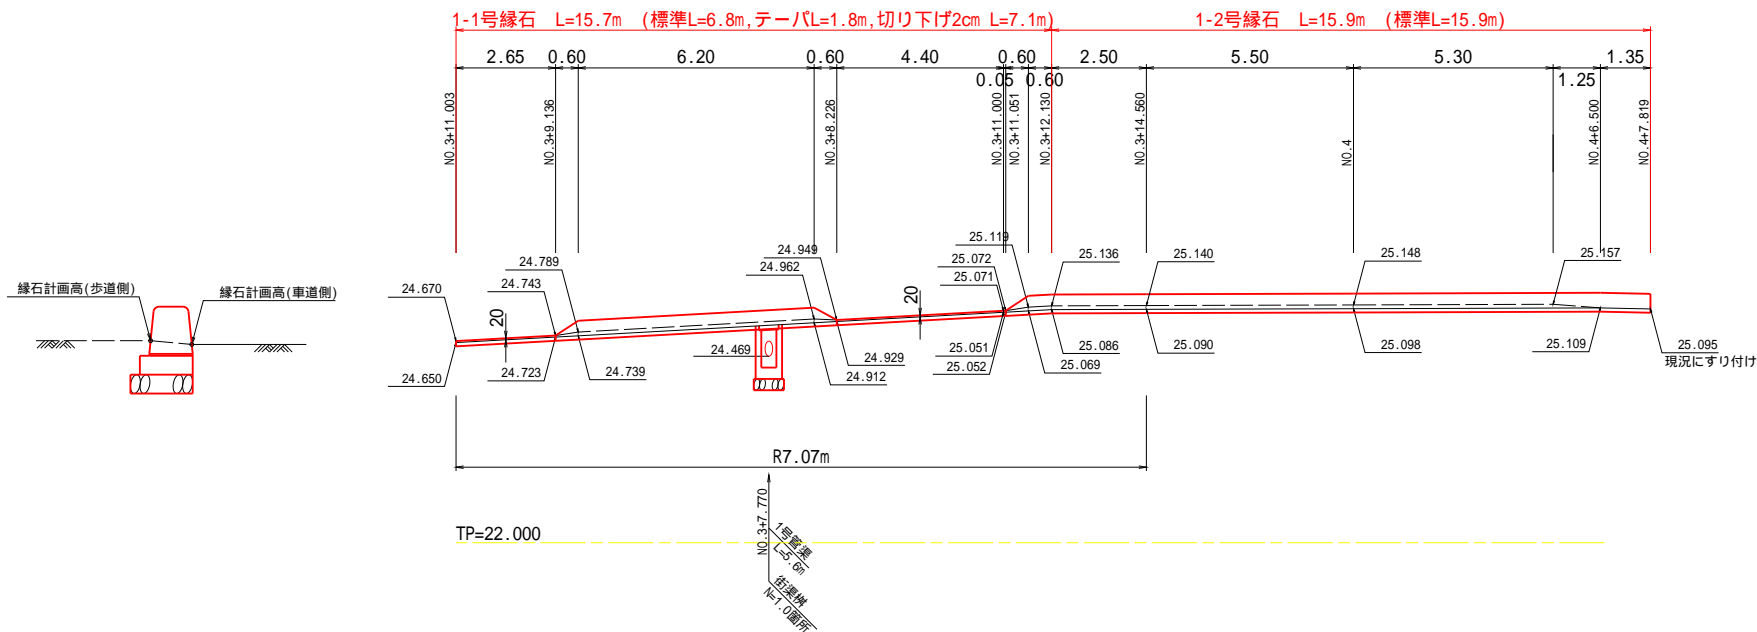 1-1号縁石　L=15.7m　(標準L=6.8m,テーパL=1.8m,切り下げ2cm L=7.1m)
1-2号縁石　L=15.9m　(標準L=15.9m)
2.65
0.60
6.20
0.60
4.40
0.60
2.50
5.50
5.30
1.35
0.05
0.60
1.25
NO.3+11.003
NO.3+9.136
NO.3+8.226
NO.3+11.000
NO.3+11.051
NO.3+12.130
NO.3+14.560
NO.4
NO.4+6.500
NO.4+7.819
25.119
24.949
25.136
25.140
25.148
25.157
24.789
24.962
25.072
縁石計画高(歩道側)
縁石計画高(車道側)
24.670
24.743
25.071
20
20
24.469
24.929
25.051
25.086
25.090
25.098
25.109
25.095
24.650
24.723
24.739
24.912
25.052
25.069
現況にすり付け
R7.07m
NO.3+7.770
TP=22.000
1号管渠
L=5.6m
街渠桝
N=1.0箇所